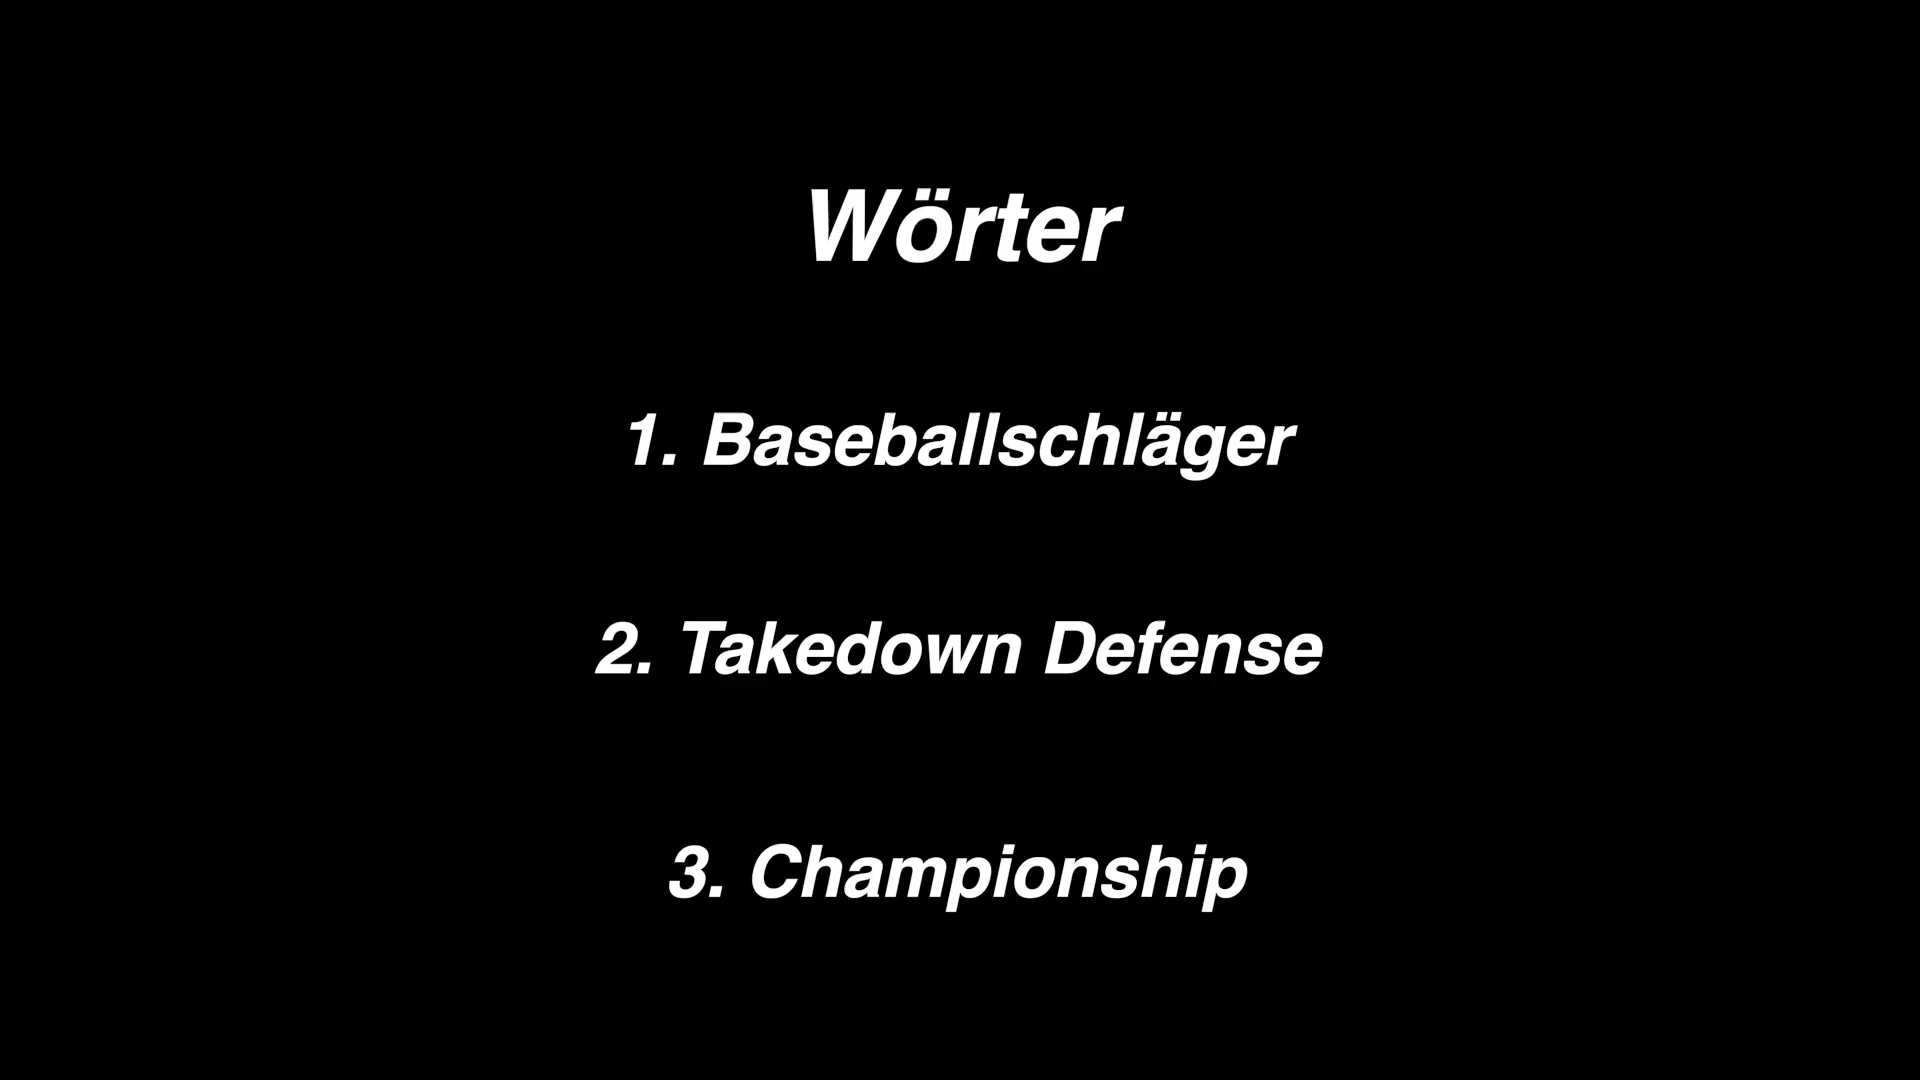 Wörter
1. Baseballschläger
2. Takedown Defense
3. Championship